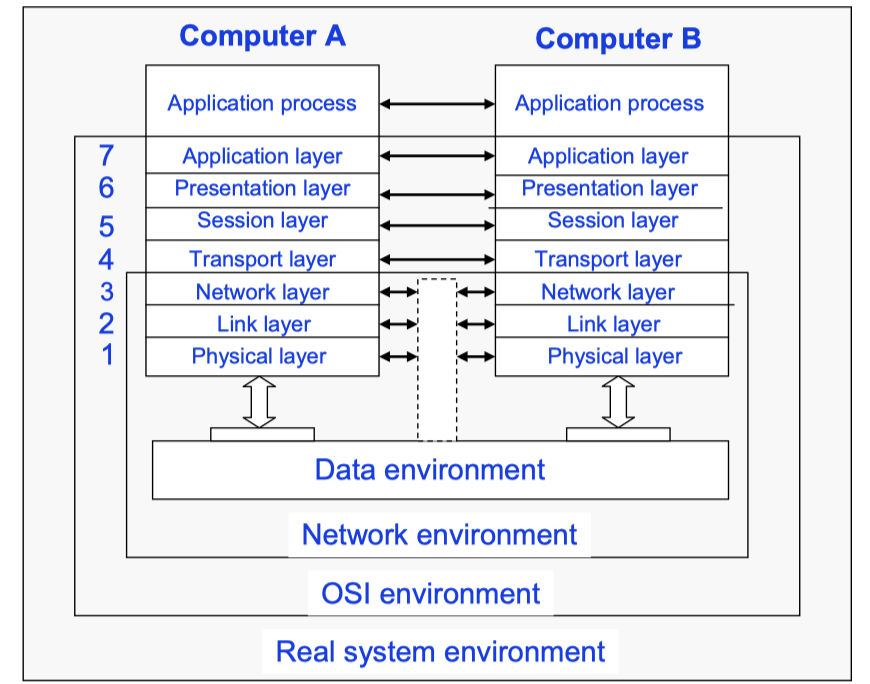 Computer A Computer B
Application process Application process
7 Application layer Application layer
6 Presentation layer Presentation layer
5 Session layer Session layer
4 Transport layer Transport layer
3 Network layer Network layer
2 Link layer Link layer
1 Physical layer Physical layer
Data environment
Network environment
OSI environment
Real system environment